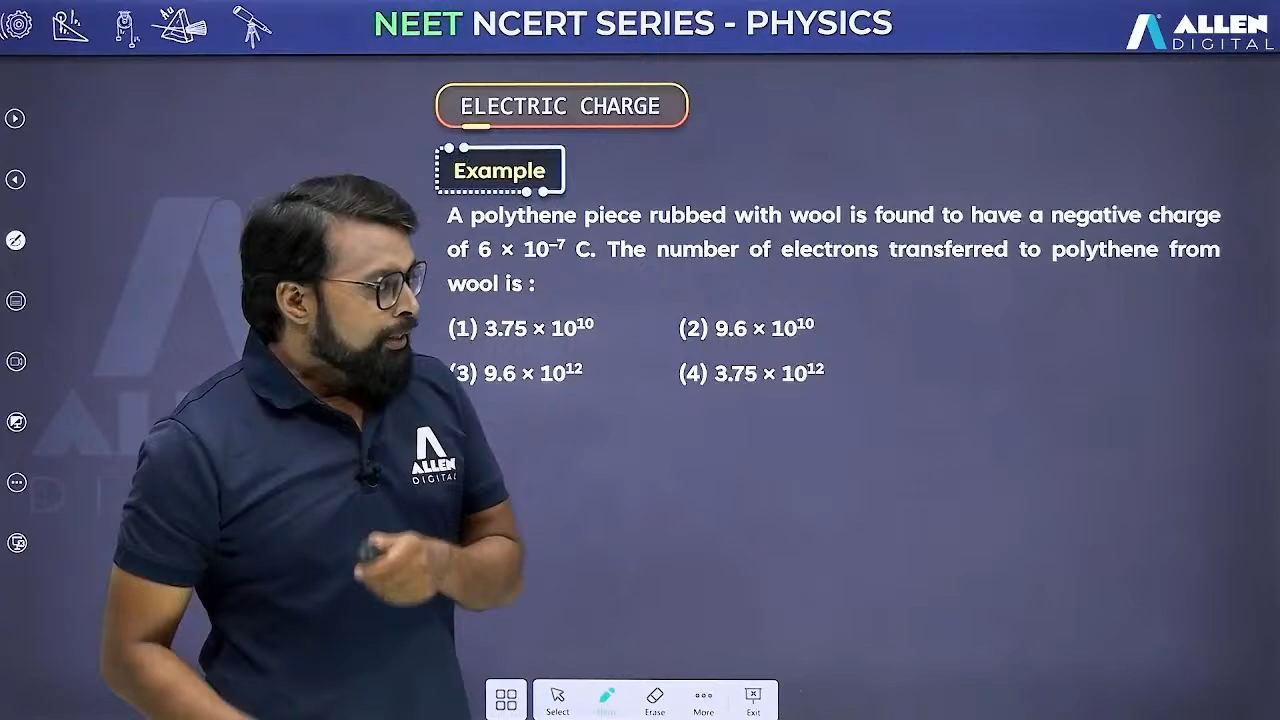 NEET NCERT SERIES - PHYSICS
ALLEN
DIGITAL
ELECTRIC CHARGE
Example
A polythene piece rubbed with wool is found to have a negative charge
of 6 × 10⁻⁷ C. The number of electrons transferred to polythene from
wool is :
(1) 3.75 × 10¹⁰ (2) 9.6 × 10¹⁰
(3) 9.6 × 10¹² (4) 3.75 × 10¹²
ALLEN
DIGITAL
Select
Erase
More
Exit